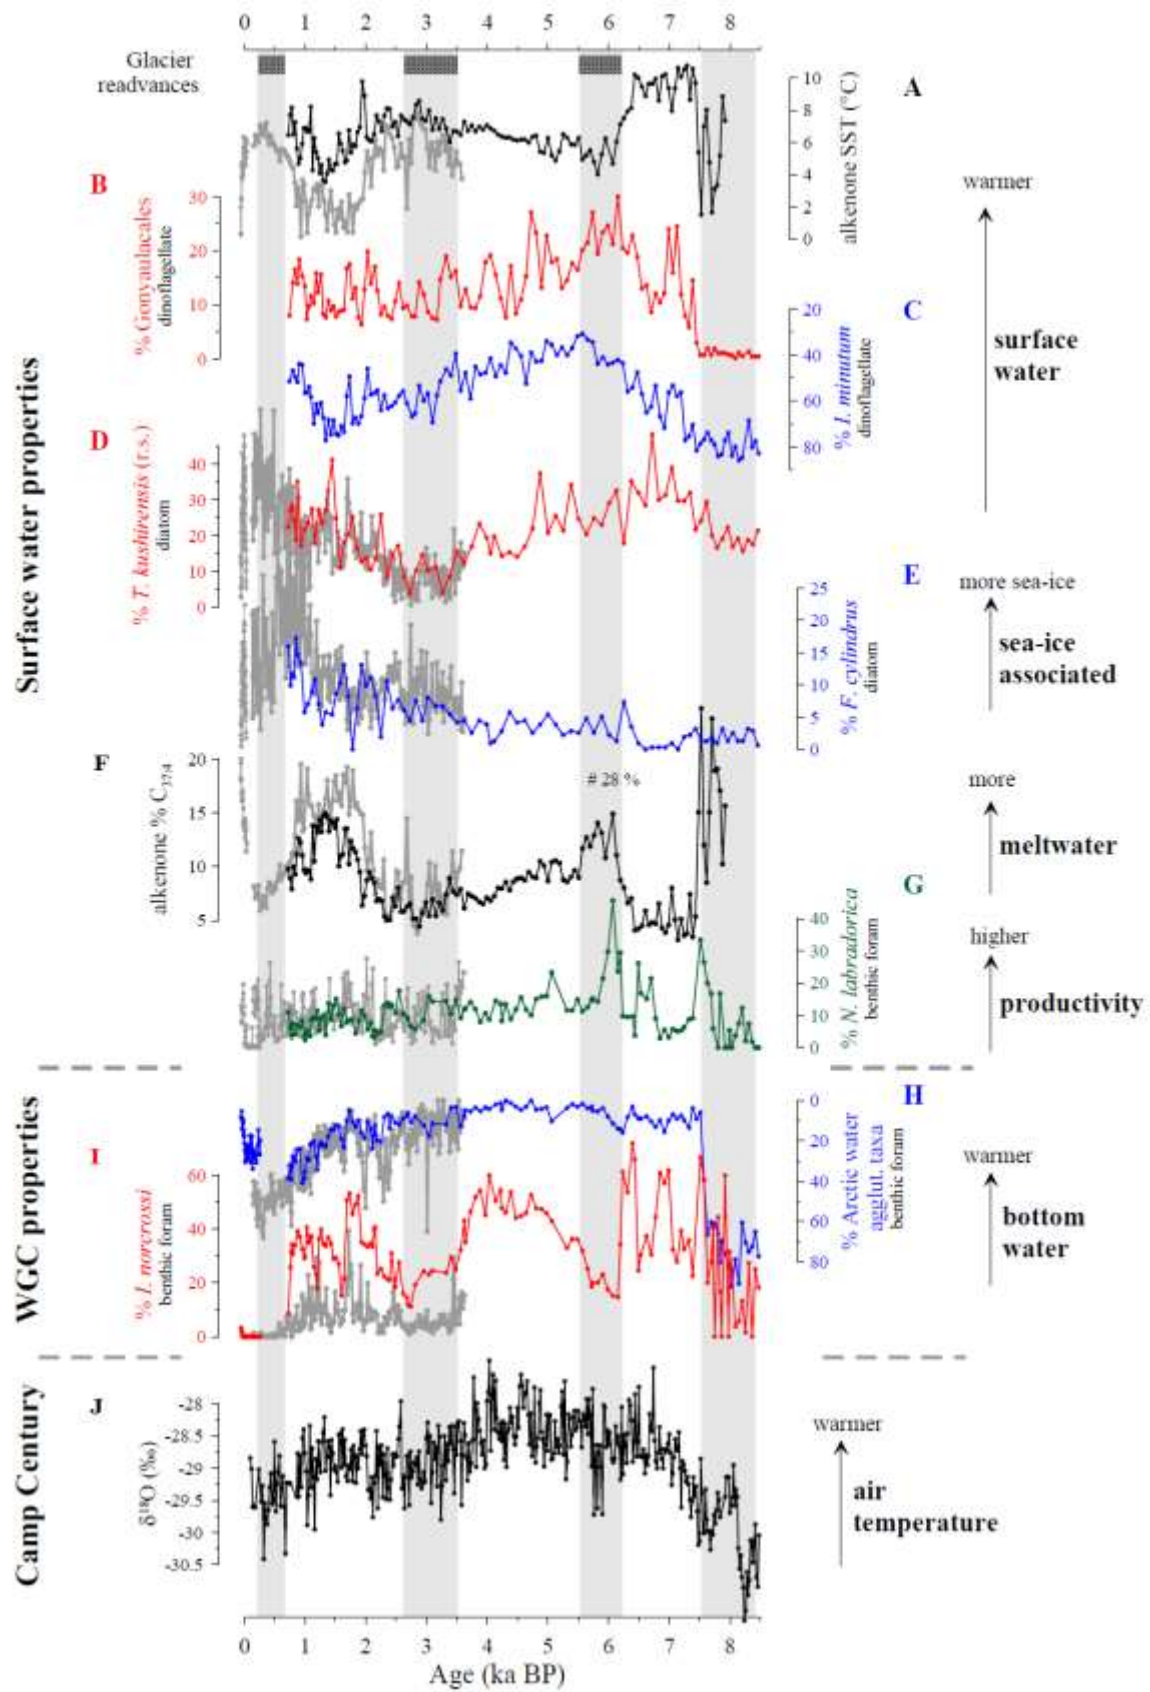 0 1 2 3 4 5 6 7 8
Glacier
readvances
A
10
8
6
4
2
0
alkenone SST (°C)
warmer
surface
water
B
30
20
10
0
% Gonyaulacales
dinoflagellate
C
20
40
60
80
% I. minutum
dinoflagellate
Surface water properties
D
40
30
20
10
0
% T. kushirensis (r.s.)
diatom
E
25
20
15
10
5
0
% F. cylindrus
diatom
more sea-ice
sea-ice
associated
F
20
15
10
5
alkenone % C37:4
# 28 %
more
meltwater
G
40
30
20
10
0
% N. labradorica
benthic foram
higher
productivity
WGC properties
H
0
20
40
60
80
% Arctic water
agglut. taxa
benthic foram
warmer
bottom
water
I
60
40
20
0
% I. norcrossi
benthic foram
Camp Century
J
-28
-28.5
-29
-29.5
-30
-30.5
δ¹⁸O (‰)
warmer
air
temperature
0 1 2 3 4 5 6 7 8
Age (ka BP)